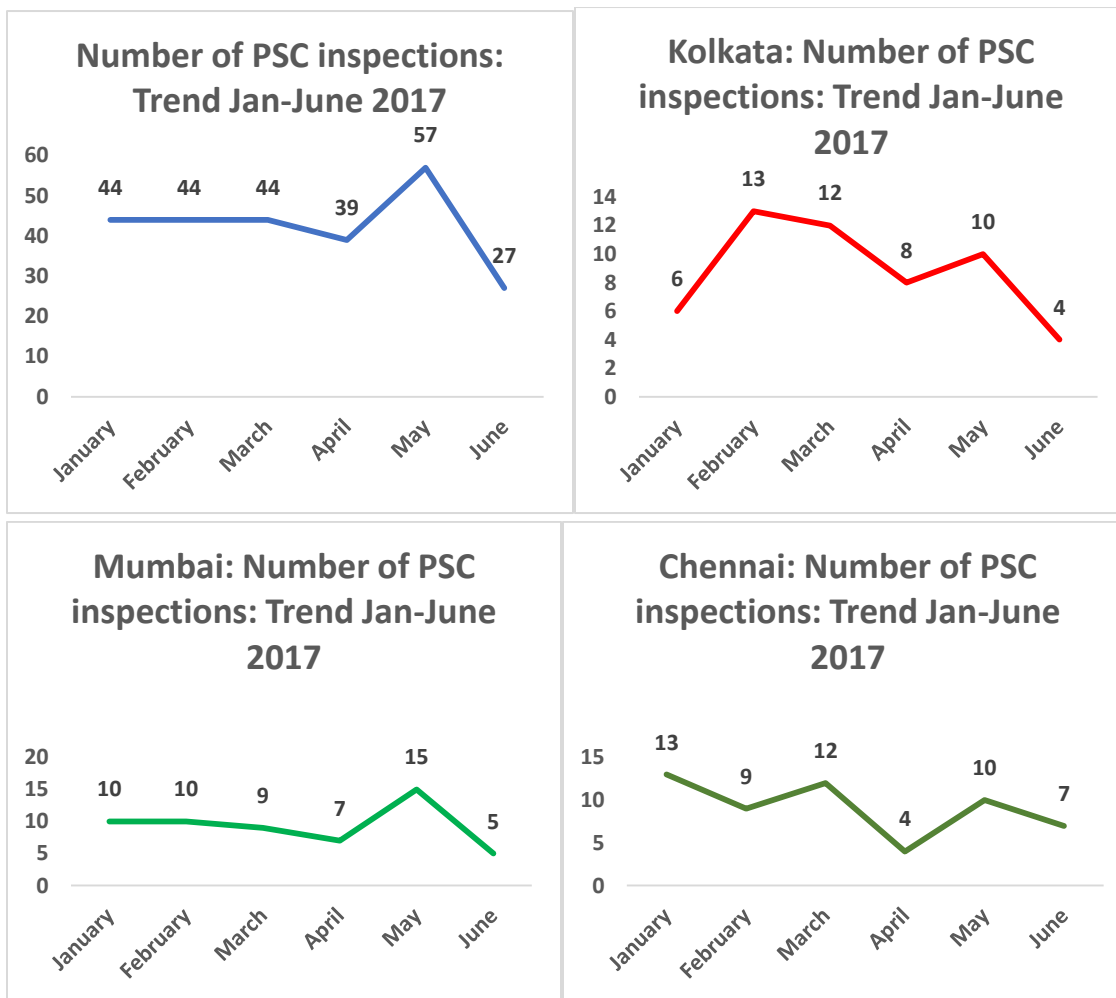 Number of PSC inspections:
Trend Jan-June 2017
60
50
40
30
20
10
0
44
44
44
39
57
27
January
February
March
April
May
June
Kolkata: Number of PSC
inspections: Trend Jan-June
2017
14
12
10
8
6
4
2
0
6
13
12
8
10
4
January
February
March
April
May
June
Mumbai: Number of PSC
inspections: Trend Jan-June
2017
20
15
10
5
0
10
10
9
7
15
5
January
February
March
April
May
June
Chennai: Number of PSC
inspections: Trend Jan-June
2017
15
10
5
0
13
9
12
4
10
7
January
February
March
April
May
June